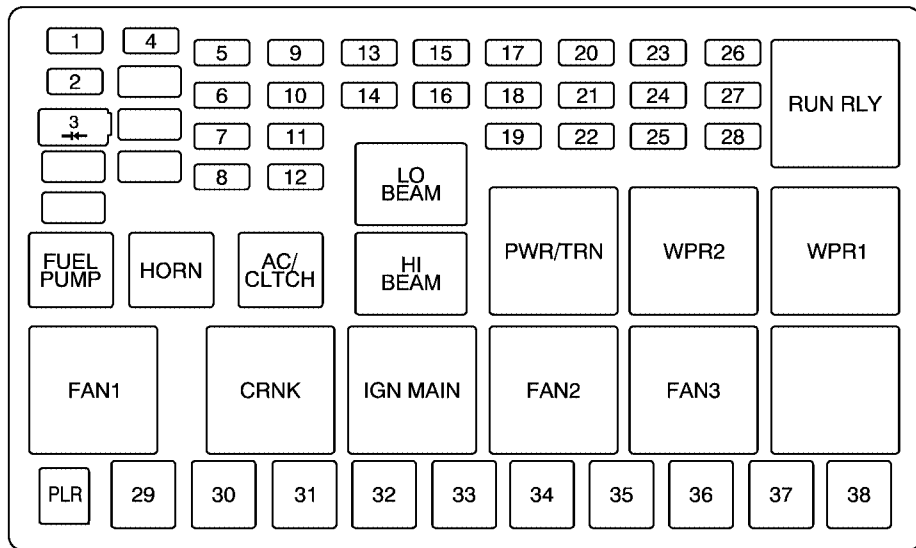 1 4
5 9 13 15 17 20 23 26
2
6 10 14 16 18 21 24 27
RUN RLY
3
7 11 19 22 25 28
8 12
LO
BEAM
FUEL
PUMP
HORN
AC/
CLTCH
HI
BEAM
PWR/TRN
WPR2
WPR1
FAN1
CRNK
IGN MAIN
FAN2
FAN3
PLR 29 30 31 32 33 34 35 36 37 38